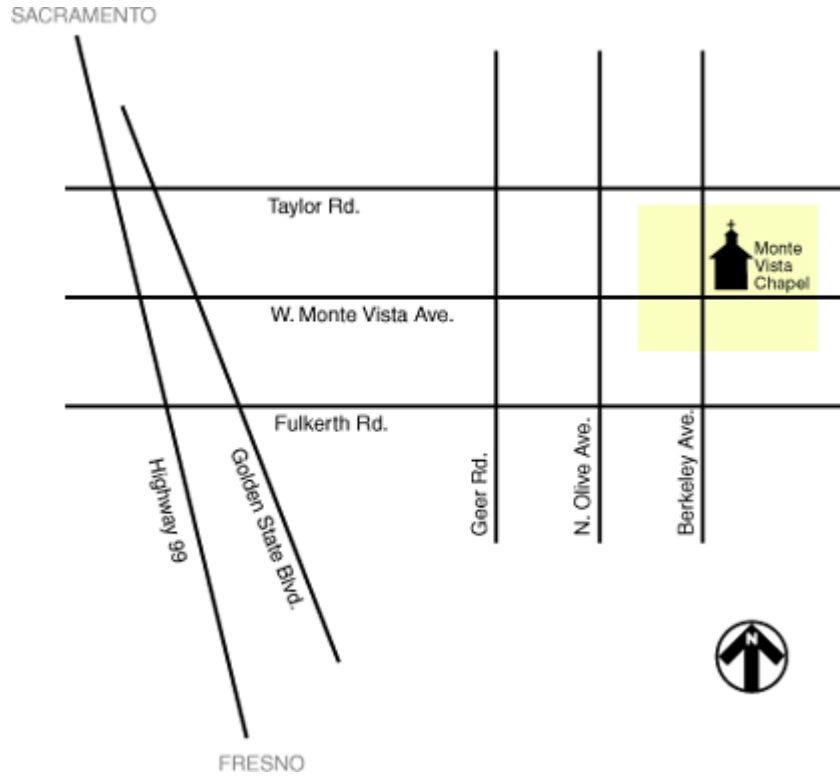 SACRAMENTO
Taylor Rd.
Monte
Vista
Chapel
W. Monte Vista Ave.
Fulkerth Rd.
Highway 99
Golden State Blvd.
Geer Rd.
N. Olive Ave.
Berkeley Ave.
N
FRESNO